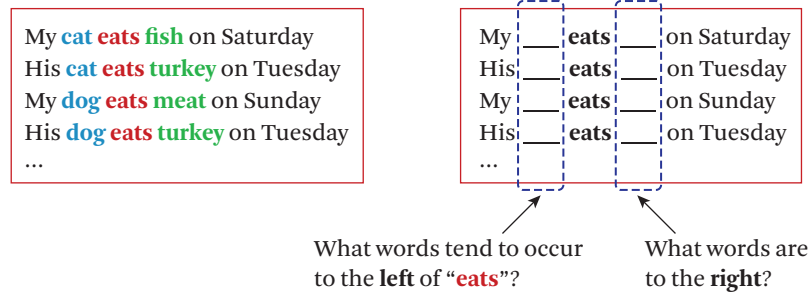 My cat eats fish on Saturday
His cat eats turkey on Tuesday
My dog eats meat on Sunday
His dog eats turkey on Tuesday
...
My ___ eats ___ on Saturday
His ___ eats ___ on Tuesday
My ___ eats ___ on Sunday
His ___ eats ___ on Tuesday
...
What words tend to occur
to the left of “eats”?
What words are
to the right?